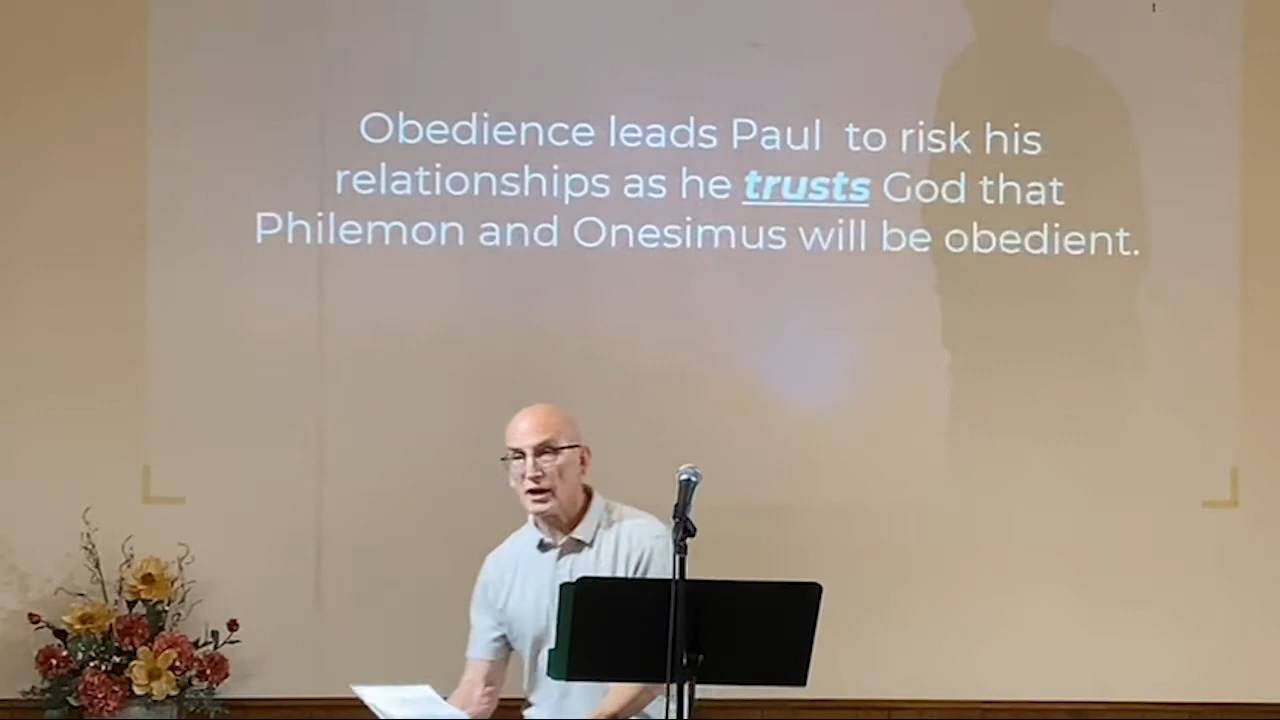 Obedience leads Paul to risk his
relationships as he trusts God that
Philemon and Onesimus will be obedient.